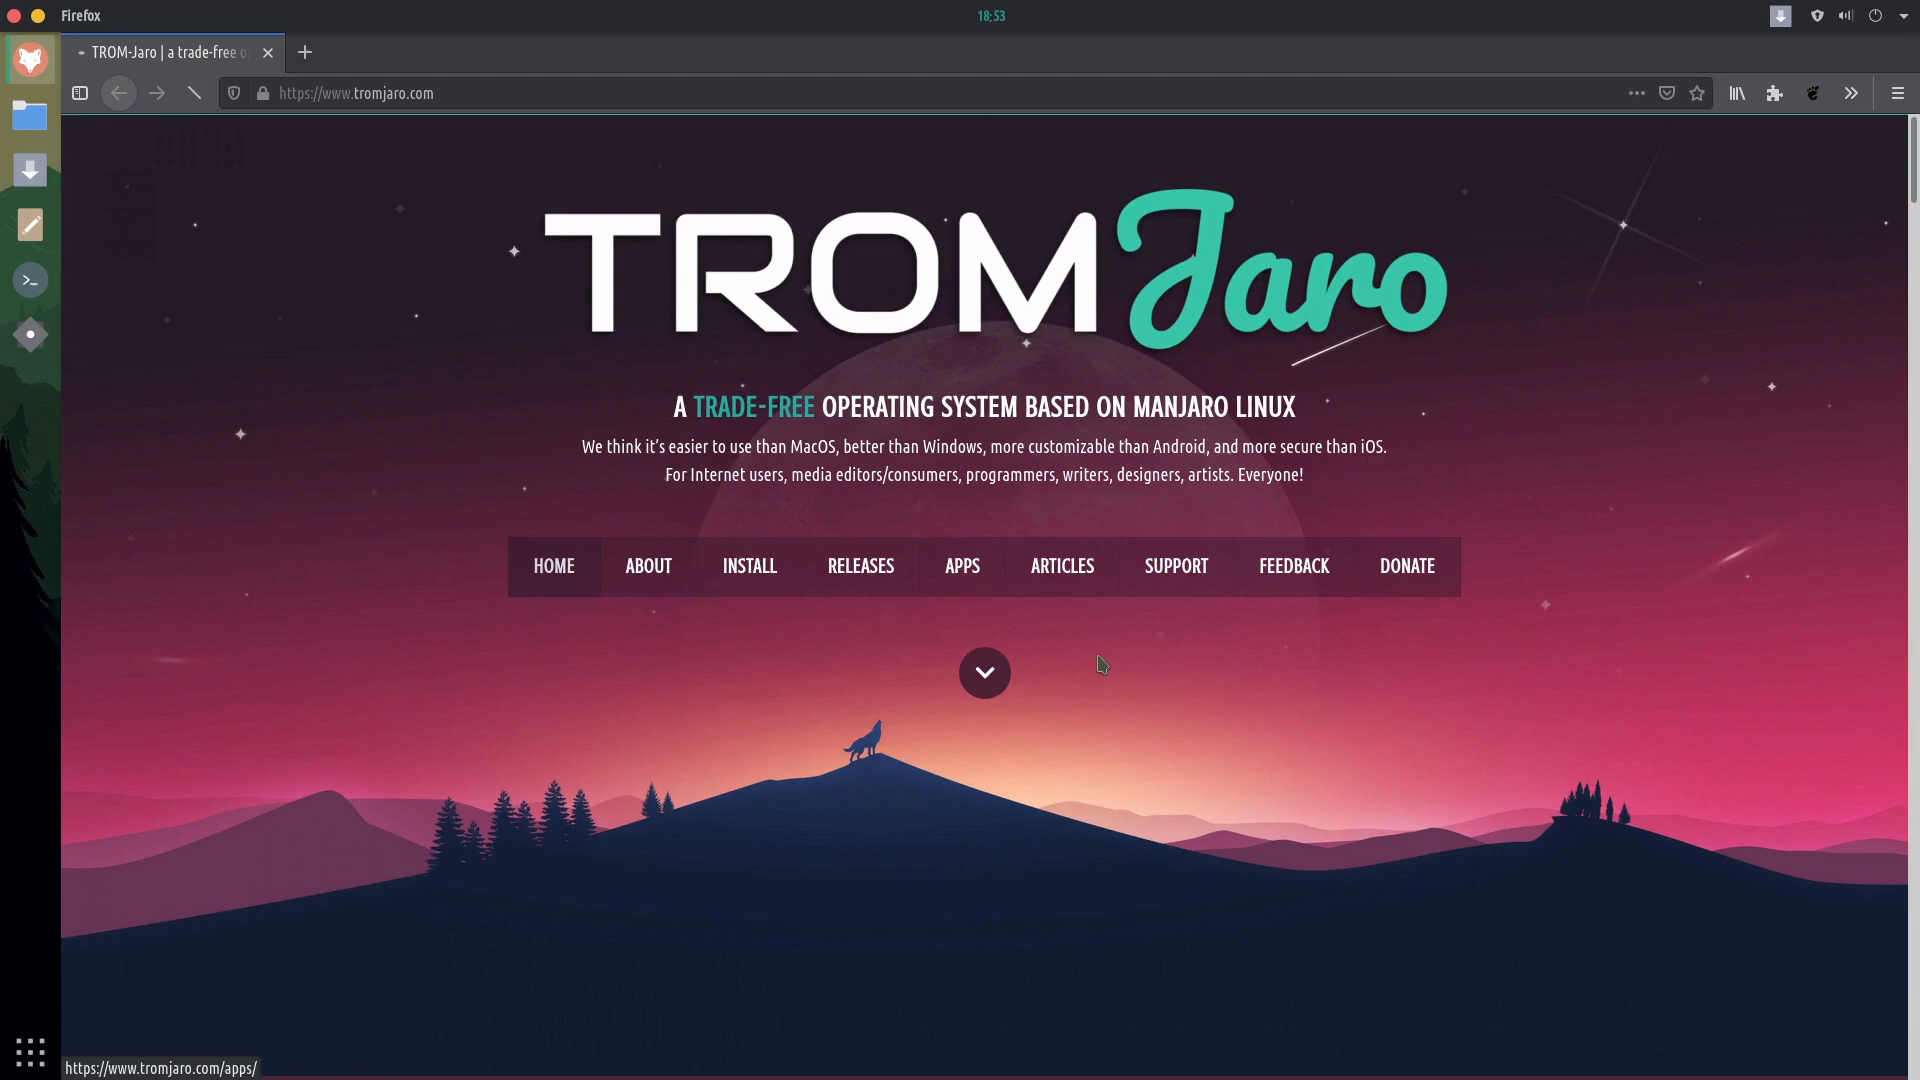 Firefox
18:53
TROM-Jaro | a trade-free o
https://www.tromjaro.com
TROMJaro
A TRADE-FREE OPERATING SYSTEM BASED ON MANJARO LINUX
We think it’s easier to use than MacOS, better than Windows, more customizable than Android, and more secure than iOS.
For Internet users, media editors/consumers, programmers, writers, designers, artists. Everyone!
HOME ABOUT INSTALL RELEASES APPS ARTICLES SUPPORT FEEDBACK DONATE
https://www.tromjaro.com/apps/